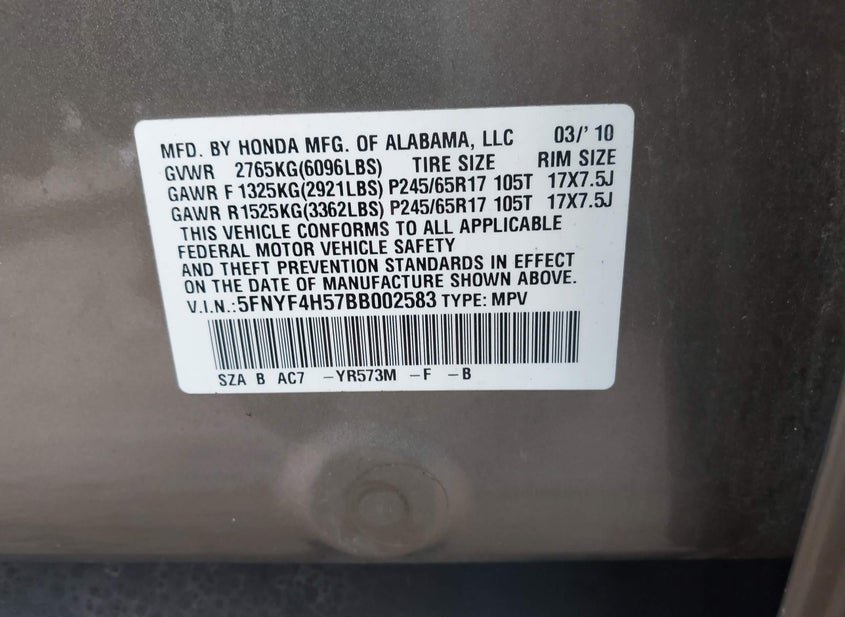 MFD. BY HONDA MFG. OF ALABAMA, LLC 03/'10
GVWR 2765KG(6096LBS) TIRE SIZE RIM SIZE
GAWR F 1325KG(2921LBS) P245/65R17 105T 17X7.5J
GAWR R1525KG(3362LBS) P245/65R17 105T 17X7.5J
THIS VEHICLE CONFORMS TO ALL APPLICABLE
FEDERAL MOTOR VEHICLE SAFETY
AND THEFT PREVENTION STANDARDS IN EFFECT
ON THE DATE OF MANUFACTURE SHOWN ABOVE.
V.I.N.:5FNYF4H57BB002583 TYPE: MPV
SZA B AC7 -YR573M -F -B